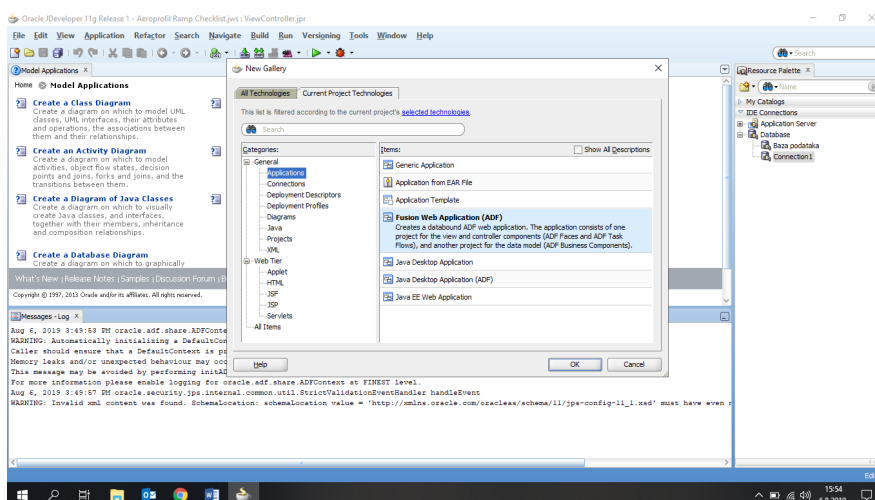 Oracle JDeveloper 11g Release 1 - Aeroprofil Ramp Checklist.jws : ViewController.jpr
File Edit View Application Refactor Search Navigate Build Run Versioning Tools Window Help
Search
Model Applications
Home Model Applications
Create a Class Diagram
Create a diagram on which to model UML
classes, UML interfaces, their attributes
and operations, the associations between
them and their relationships.
Create an Activity Diagram
Create a diagram on which to model
activities, object flow states, decision
points and joins, forks and joins, and the
transitions between them.
Create a Diagram of Java Classes
Create a diagram on which to visually
create Java classes, and interfaces,
together with their members, inheritance
and composition relationships.
Create a Database Diagram
Create a diagram on which to graphically
What's New | Release Notes | Samples | Discussion Forum |
Copyright © 1997, 2013 Oracle and/or its affiliates. All rights reserved.
New Gallery
All Technologies Current Project Technologies
This list is filtered according to the current project's selected technologies.
Search
Categories:
General
Applications
Connections
Deployment Descriptors
Deployment Profiles
Diagrams
Java
Projects
XML
Web Tier
Applet
HTML
JSF
JSP
Servlets
All Items
Items: Show All Descriptions
Generic Application
Application from EAR File
Application Template
Fusion Web Application (ADF)
Creates a databound ADF web application. The application consists of one
project for the view and controller components (ADF Faces and ADF Task
Flows), and another project for the data model (ADF Business Components).
Java Desktop Application
Java Desktop Application (ADF)
Java EE Web Application
Help OK Cancel
Resource Palette
Name
My Catalogs
IDE Connections
Application Server
Database
Baza podataka
Connection1
Messages - Log
Aug 6, 2019 3:49:53 PM oracle.adf.share.ADFConte
WARNING: Automatically initializing a DefaultCon
Caller should ensure that a DefaultContext is pr
Memory leaks and/or unexpected behaviour may occ
This message may be avoided by performing initAD
For more information please enable logging for oracle.adf.share.ADFContext at FINEST level.
Aug 6, 2019 3:49:57 PM oracle.security.jps.internal.common.util.StrictValidationEventHandler handleEvent
WARNING: Invalid xml content was found. SchemaLocation: schemaLocation value = 'http://xmlns.oracle.com/oracleas/schema/11/jps-config-11_1.xsd' must have even
Edi
15:54
6.8.2019